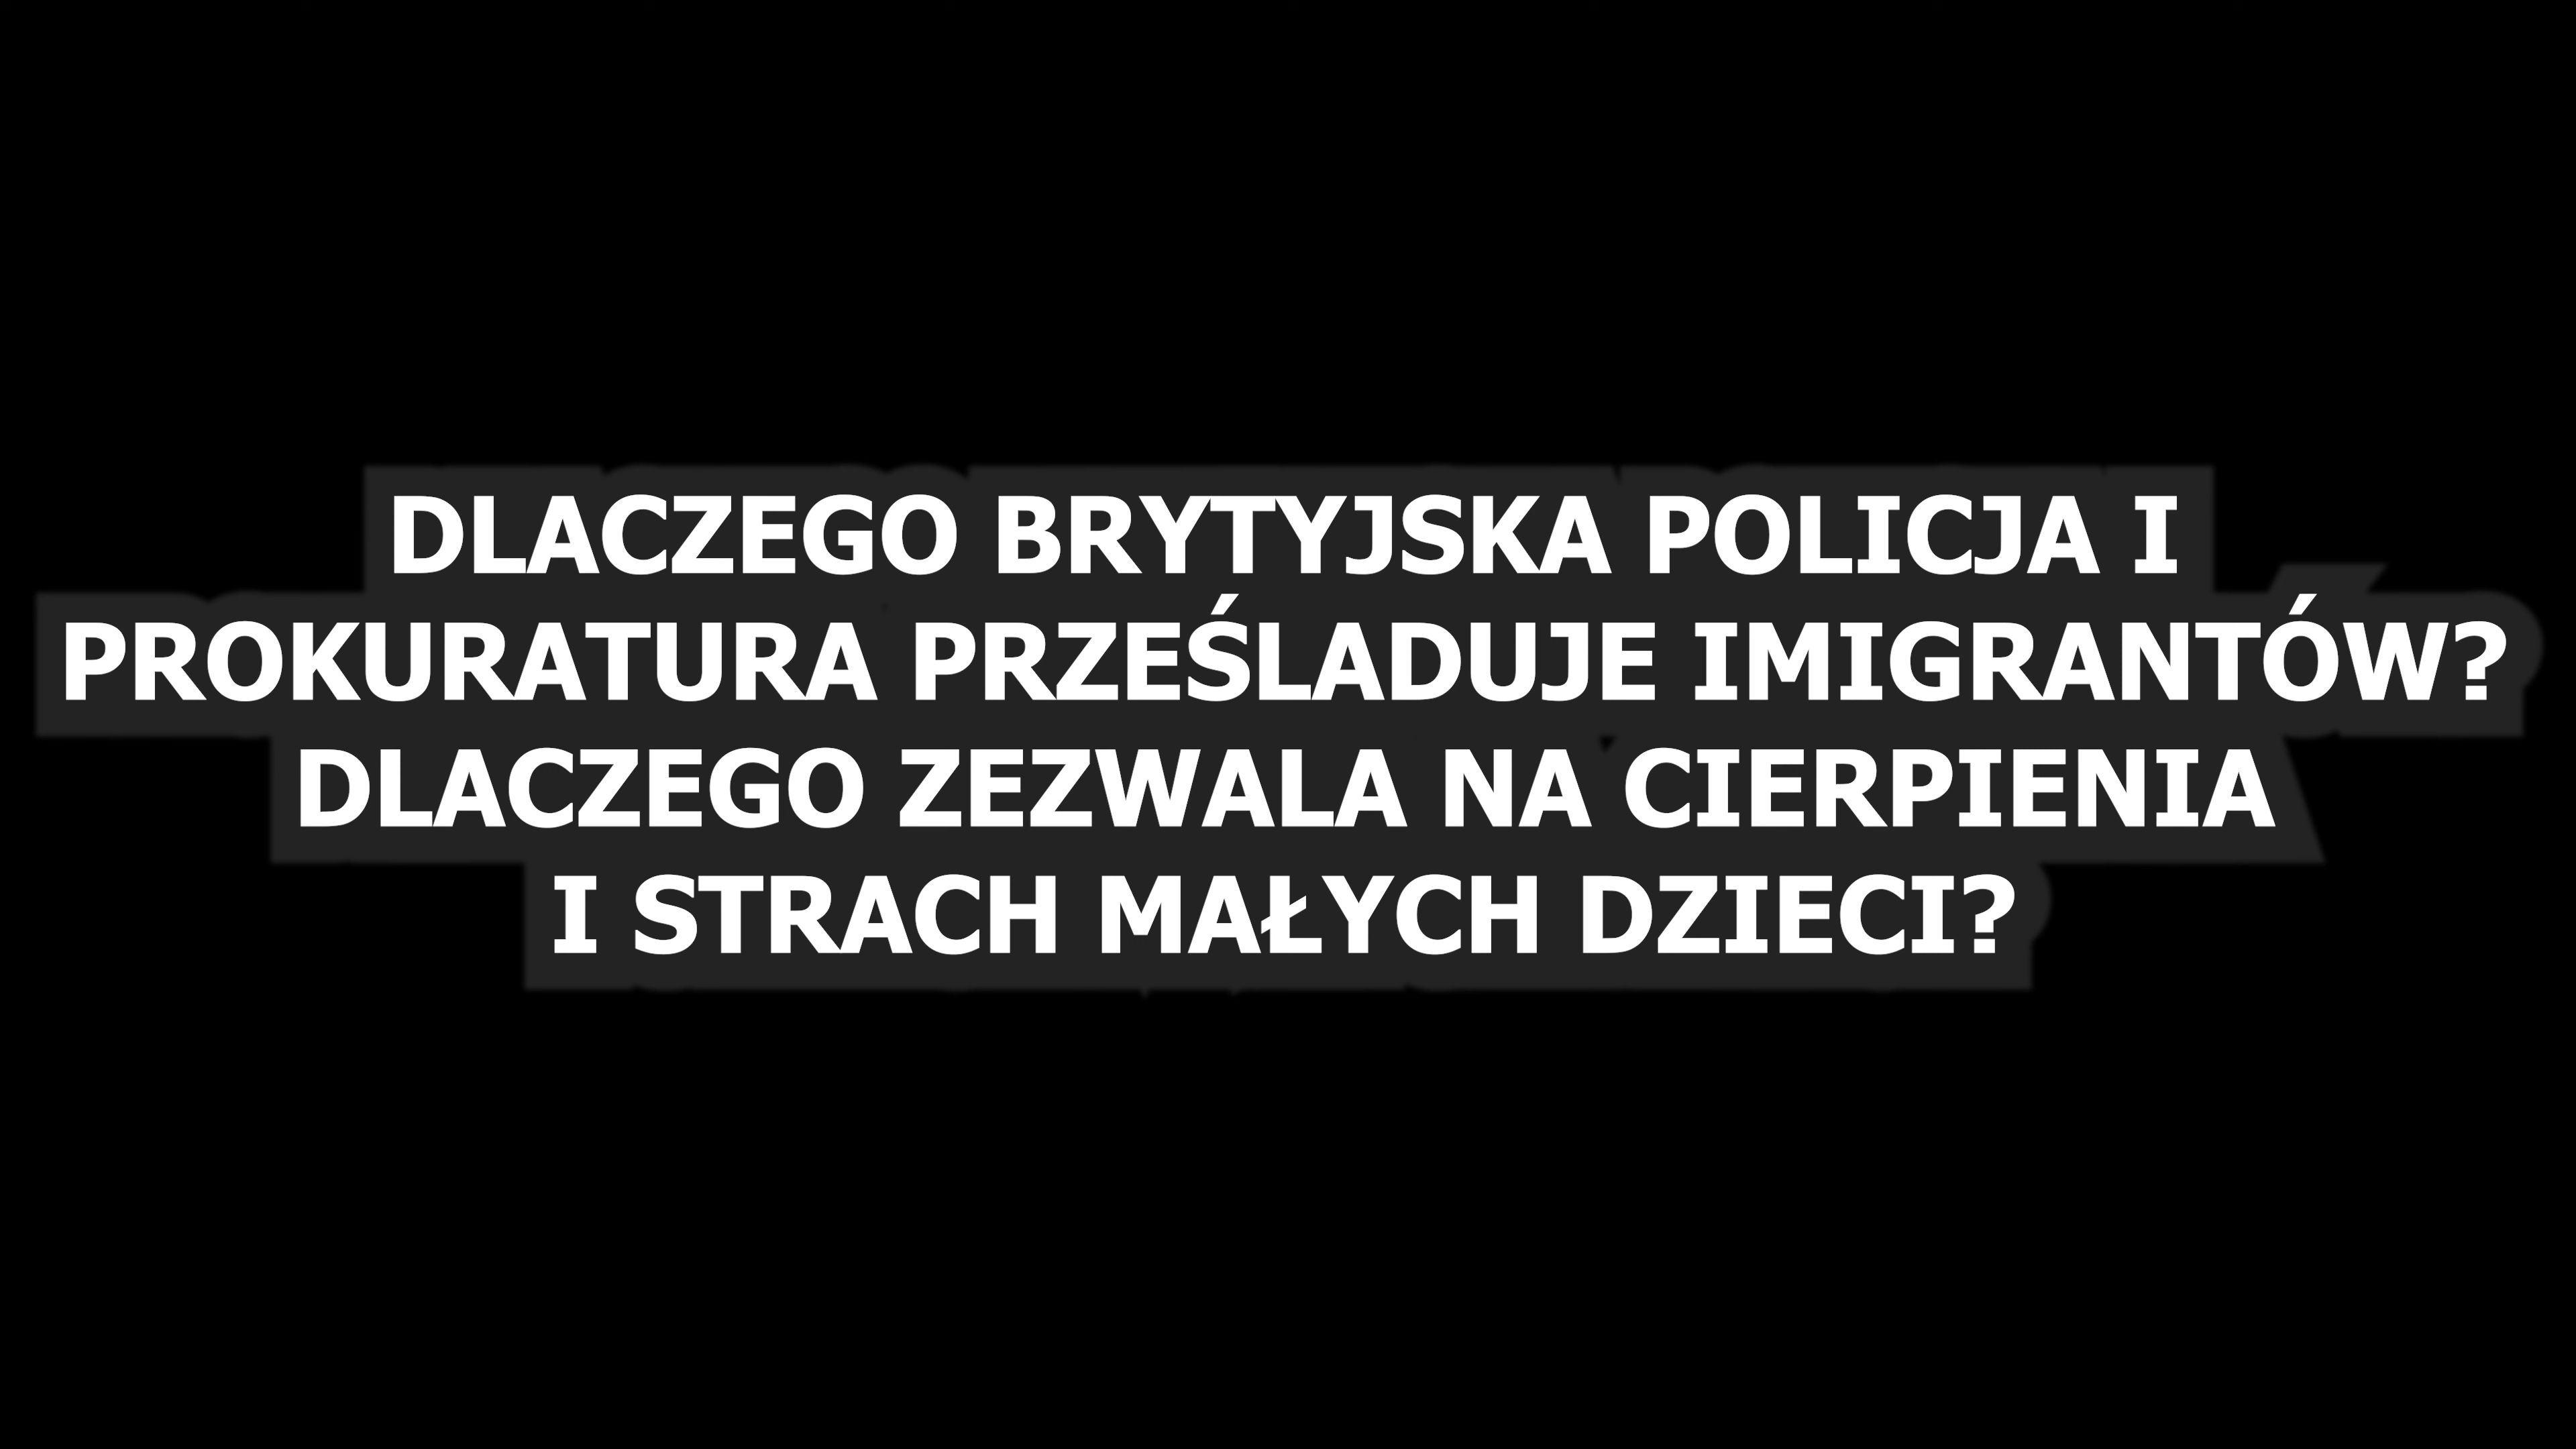 DLACZEGO BRYTYJSKA POLICJA I
PROKURATURA PRZEŚLADUJE IMIGRANTÓW?
DLACZEGO ZEZWALA NA CIERPIENIA
I STRACH MAŁYCH DZIECI?